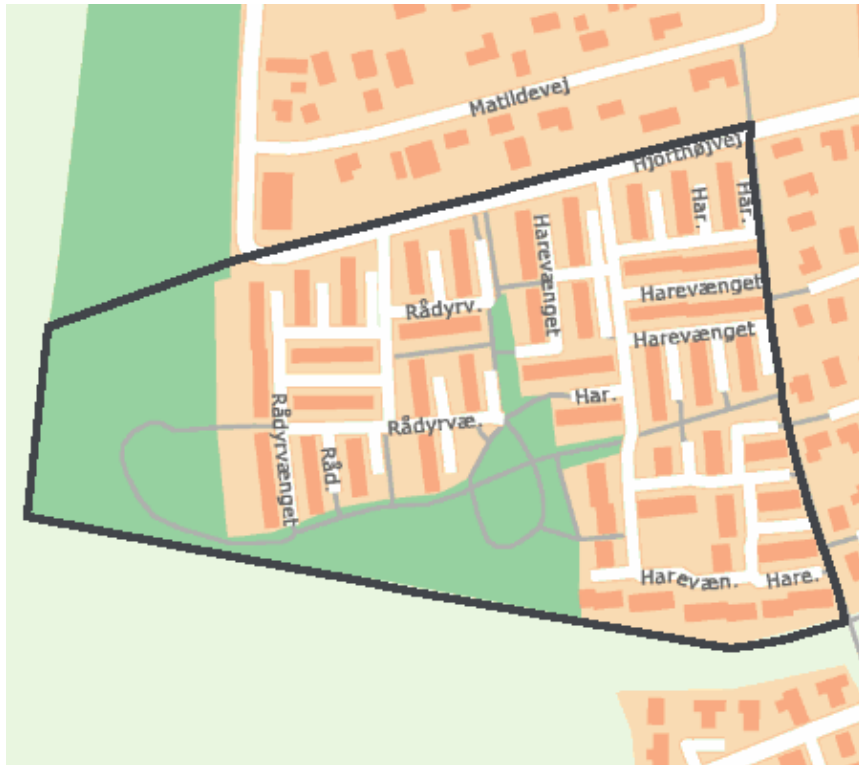 Matildevej
Hjorthøjvej
Har.
Har.
Harevænget
Harevænget
Rådyrv.
Harevænget
Har.
Rådyrvænget
Rådyrvæ.
Råd.
Harevæn.
Hare.